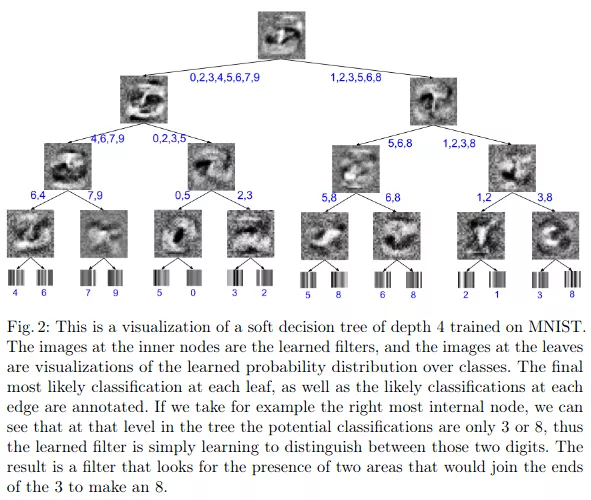 0,2,3,4,5,6,7,9 1,2,3,5,6,8
4,6,7,9 0,2,3,5 5,6,8 1,2,3,8
6,4 7,9 0,5 2,3 5,8 6,8 1,2 3,8
4 6 7 9 5 0 3 2 5 8 6 8 2 1 3 8
Fig. 2: This is a visualization of a soft decision tree of depth 4 trained on MNIST.
The images at the inner nodes are the learned filters, and the images at the leaves
are visualizations of the learned probability distribution over classes. The final
most likely classification at each leaf, as well as the likely classifications at each
edge are annotated. If we take for example the right most internal node, we can
see that at that level in the tree the potential classifications are only 3 or 8, thus
the learned filter is simply learning to distinguish between those two digits. The
result is a filter that looks for the presence of two areas that would join the ends
of the 3 to make an 8.